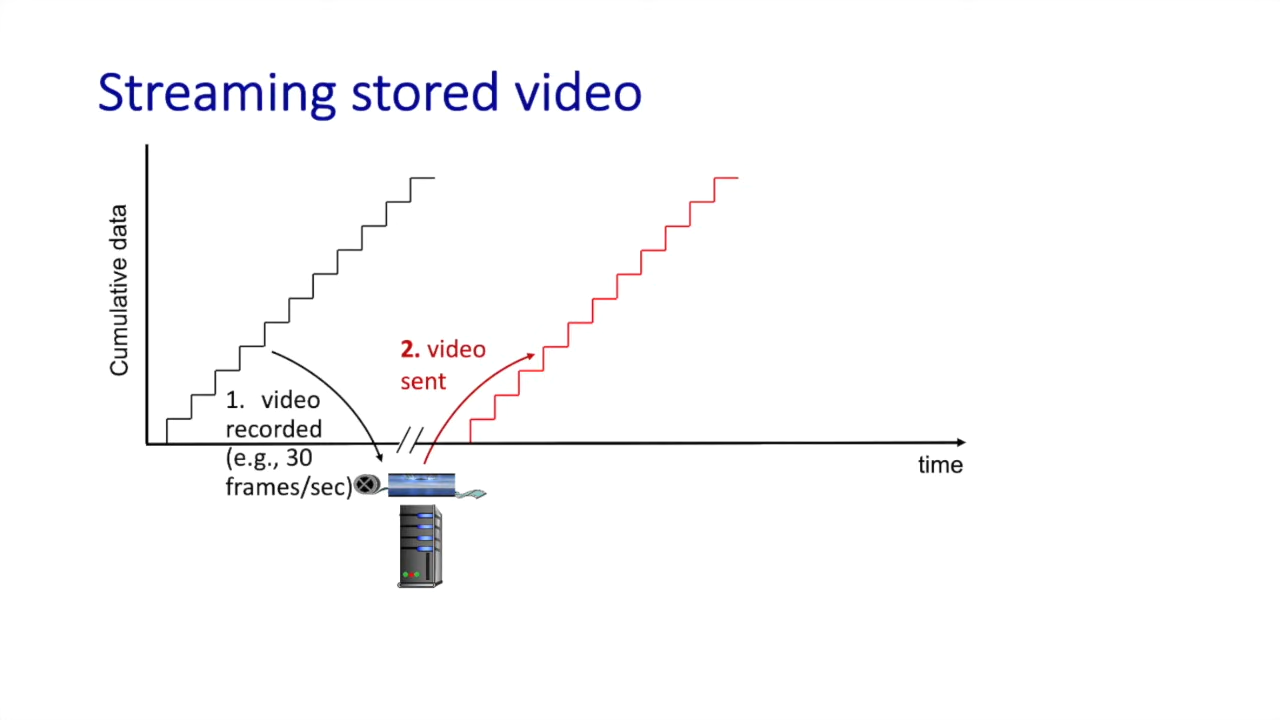 Streaming stored video
Cumulative data
1. video
recorded
(e.g., 30
frames/sec)
2. video
sent
time